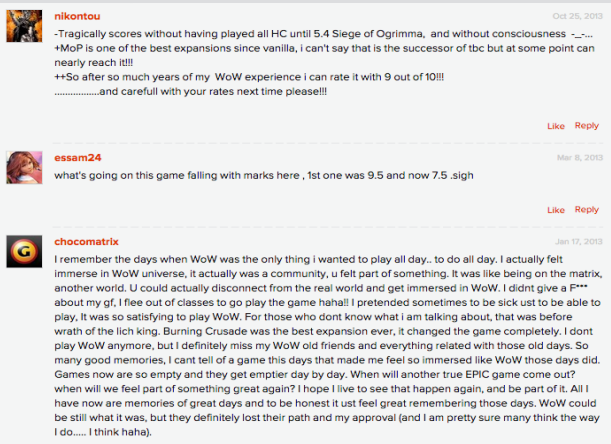 nikontou
Oct 25, 2013
-Tragically scores without having played all HC until 5.4 Siege of Ogrimma,  and without consciousness  -_-...
+MoP is one of the best expansions since vanilla, i can't say that is the successor of tbc but at some point can
nearly reach it!!!
++So after so much years of my  WoW experience i can rate it with 9 out of 10!!!
.................and carefull with your rates next time please!!!
Like   Reply
essam24
Mar 8, 2013
what's going on this game falling with marks here , 1st one was 9.5 and now 7.5 .sigh
Like   Reply
G
chocomatrix
Jan 17, 2013
I remember the days when WoW was the only thing i wanted to play all day.. to do all day. I actually felt
immerse in WoW universe, it actually was a community, u felt part of something. It was like being on the matrix,
another world. U could actually disconnect from the real world and get immersed in WoW. I didnt give a F***
about my gf, I flee out of classes to go play the game haha!! I pretended sometimes to be sick ust to be able to
play, It was so satisfying to play WoW. For those who dont know what i am talking about, that was before
wrath of the lich king. Burning Crusade was the best expansion ever, it changed the game completely. I dont
play WoW anymore, but I definitely miss my WoW old friends and everything related with those old days. So
many good memories, I cant tell of a game this days that made me feel so immersed like WoW those days did.
Games now are so empty and they get emptier day by day. When will another true EPIC game come out?
when will we feel part of something great again? I hope I live to see that happen again, and be part of it. All I
have now are memories of great days and to be honest it ust feel great remembering those days. WoW could
be still what it was, but they definitely lost their path and my approval (and I am pretty sure many think the way
I do..... I think haha).